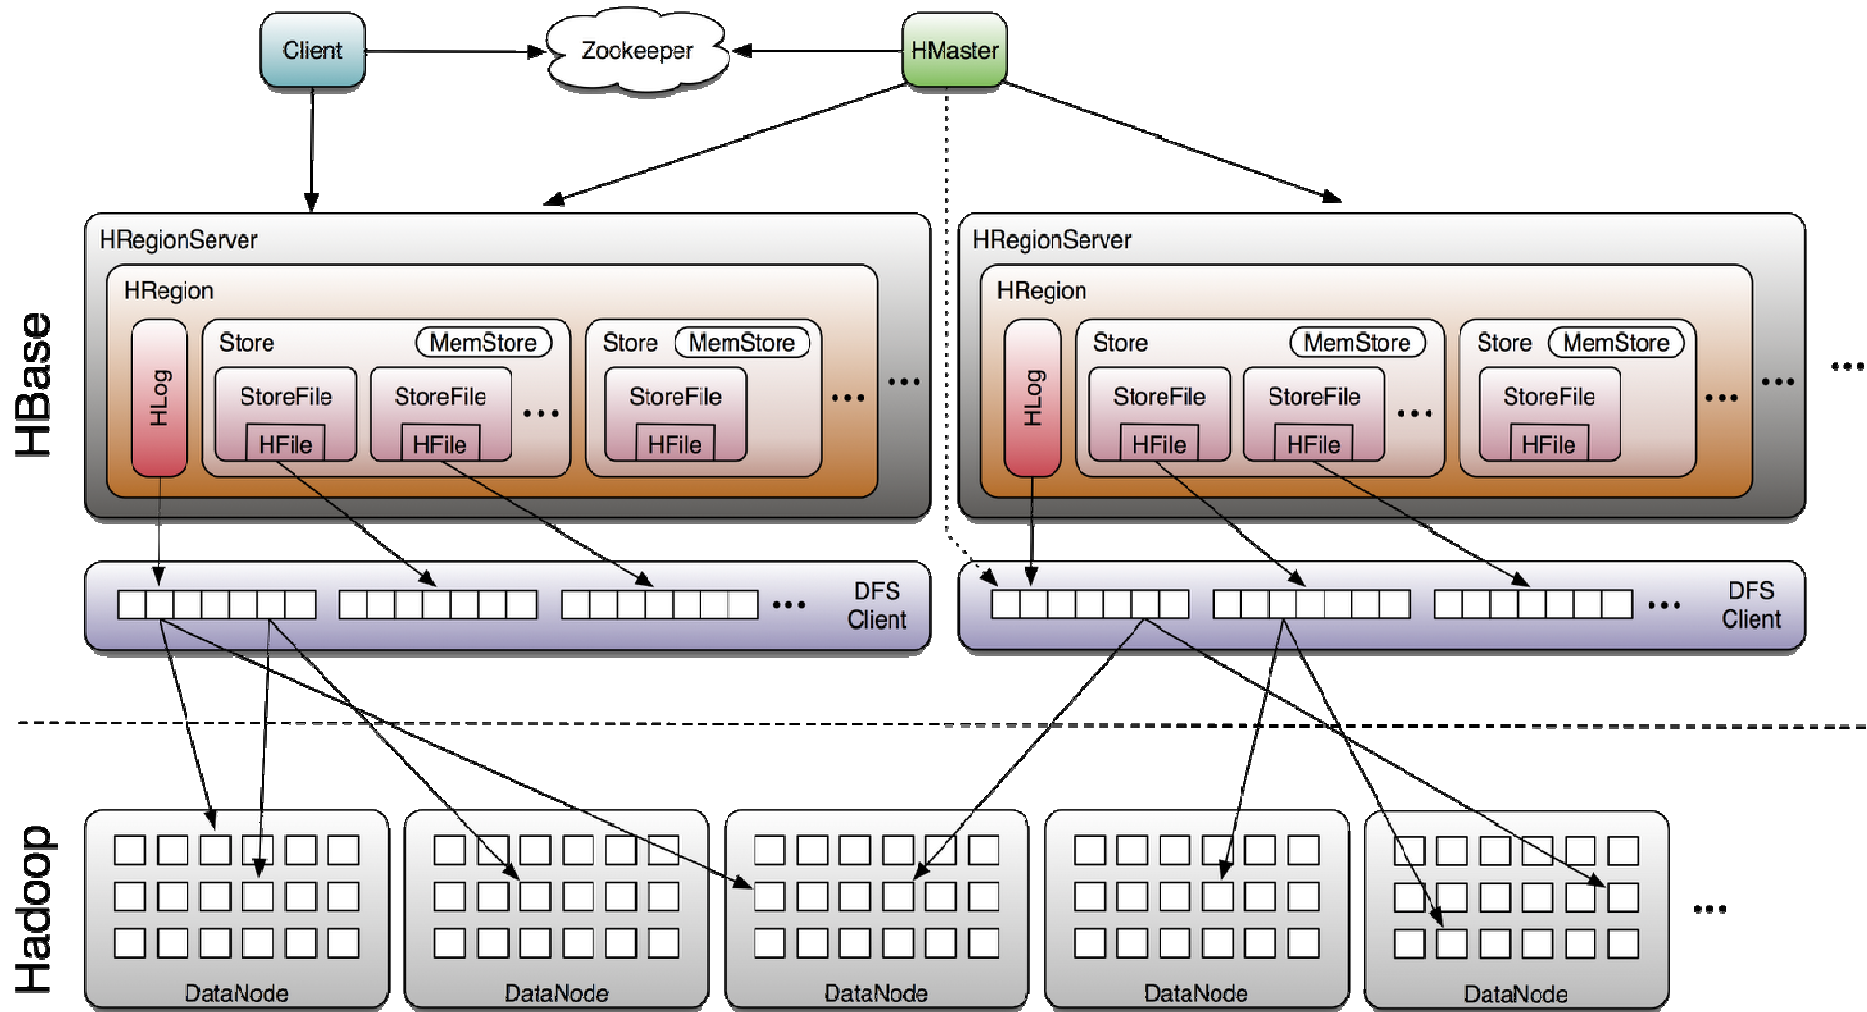 Client
Zookeeper
HMaster
HBase
HRegionServer
HRegion
HLog
Store
MemStore
StoreFile
HFile
StoreFile
HFile
...
Store
MemStore
StoreFile
HFile
...
...
HRegionServer
HRegion
HLog
Store
MemStore
StoreFile
HFile
StoreFile
HFile
...
Store
MemStore
StoreFile
HFile
...
...
...
...
DFS
Client
...
DFS
Client
Hadoop
DataNode
DataNode
DataNode
DataNode
DataNode
...